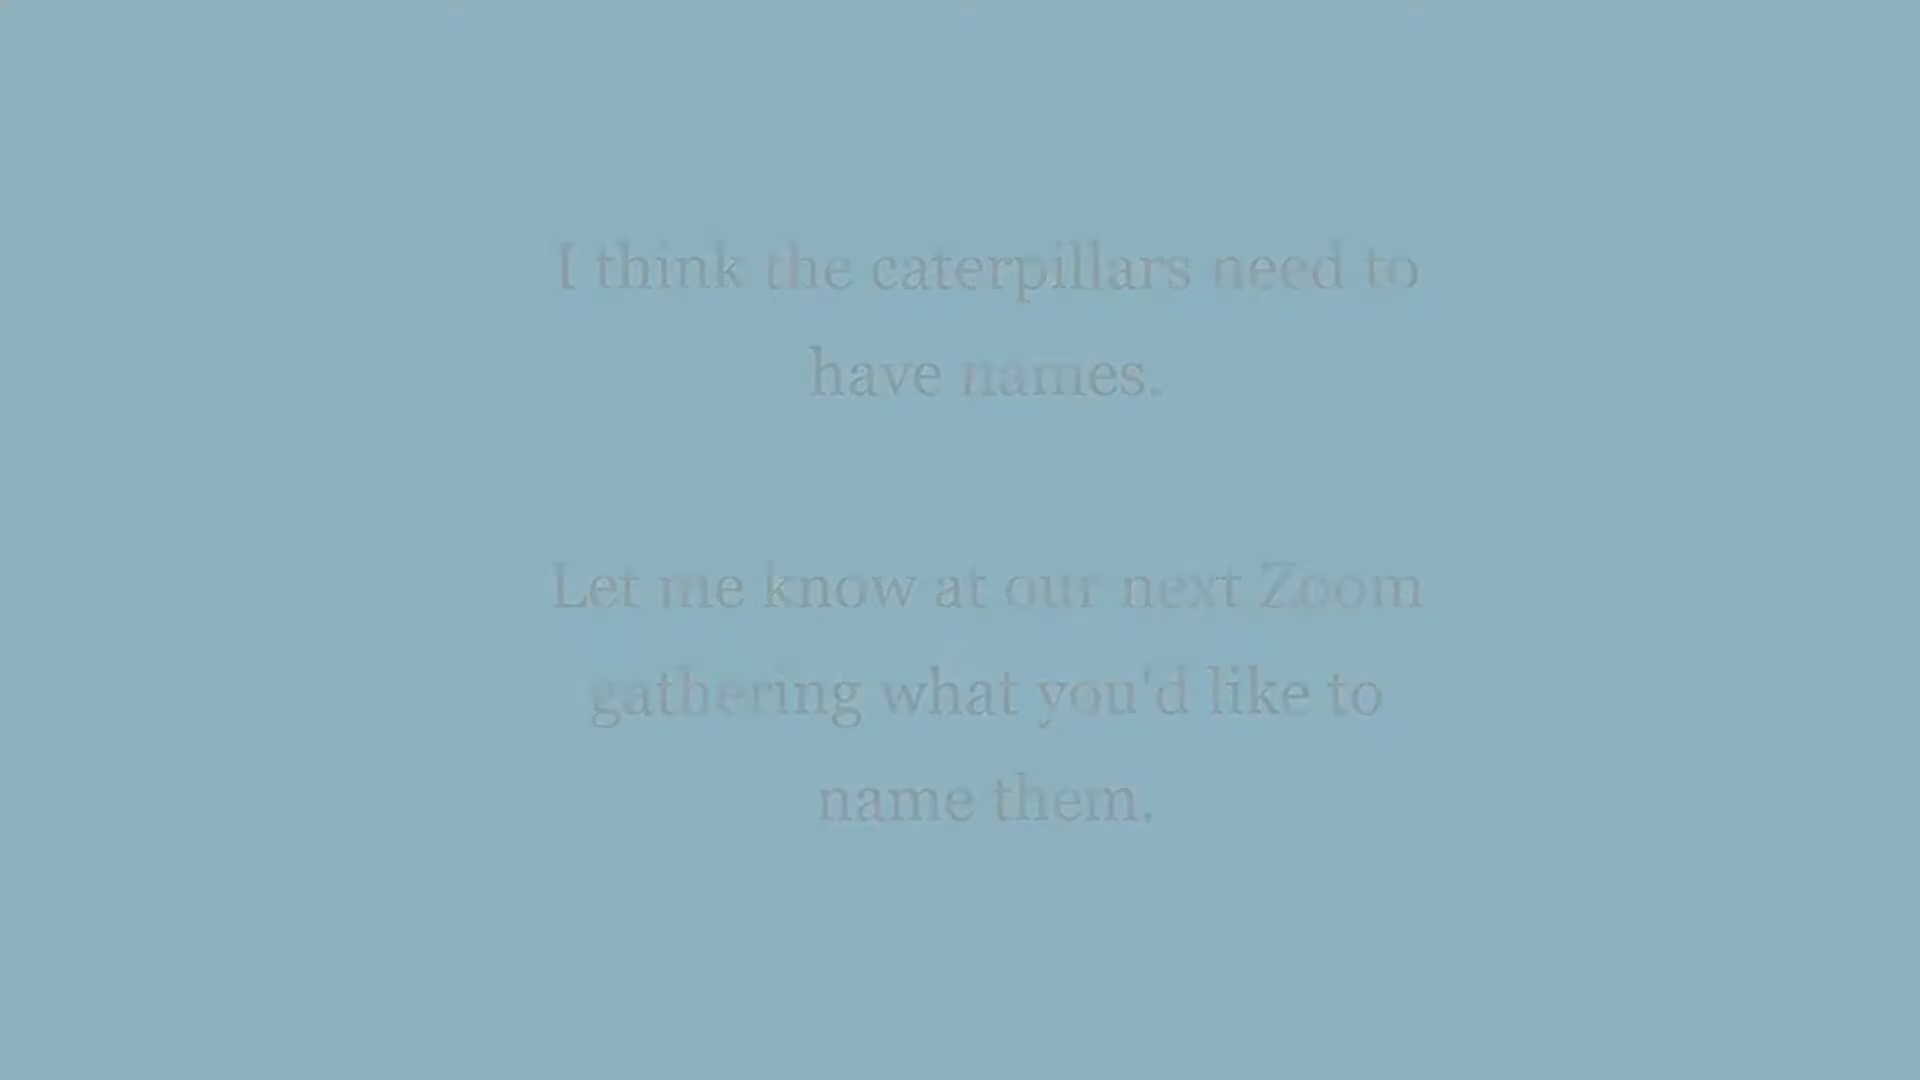 I think the caterpillars need to
have names.
Let me know at our next Zoom
gathering what you'd like to
name them.